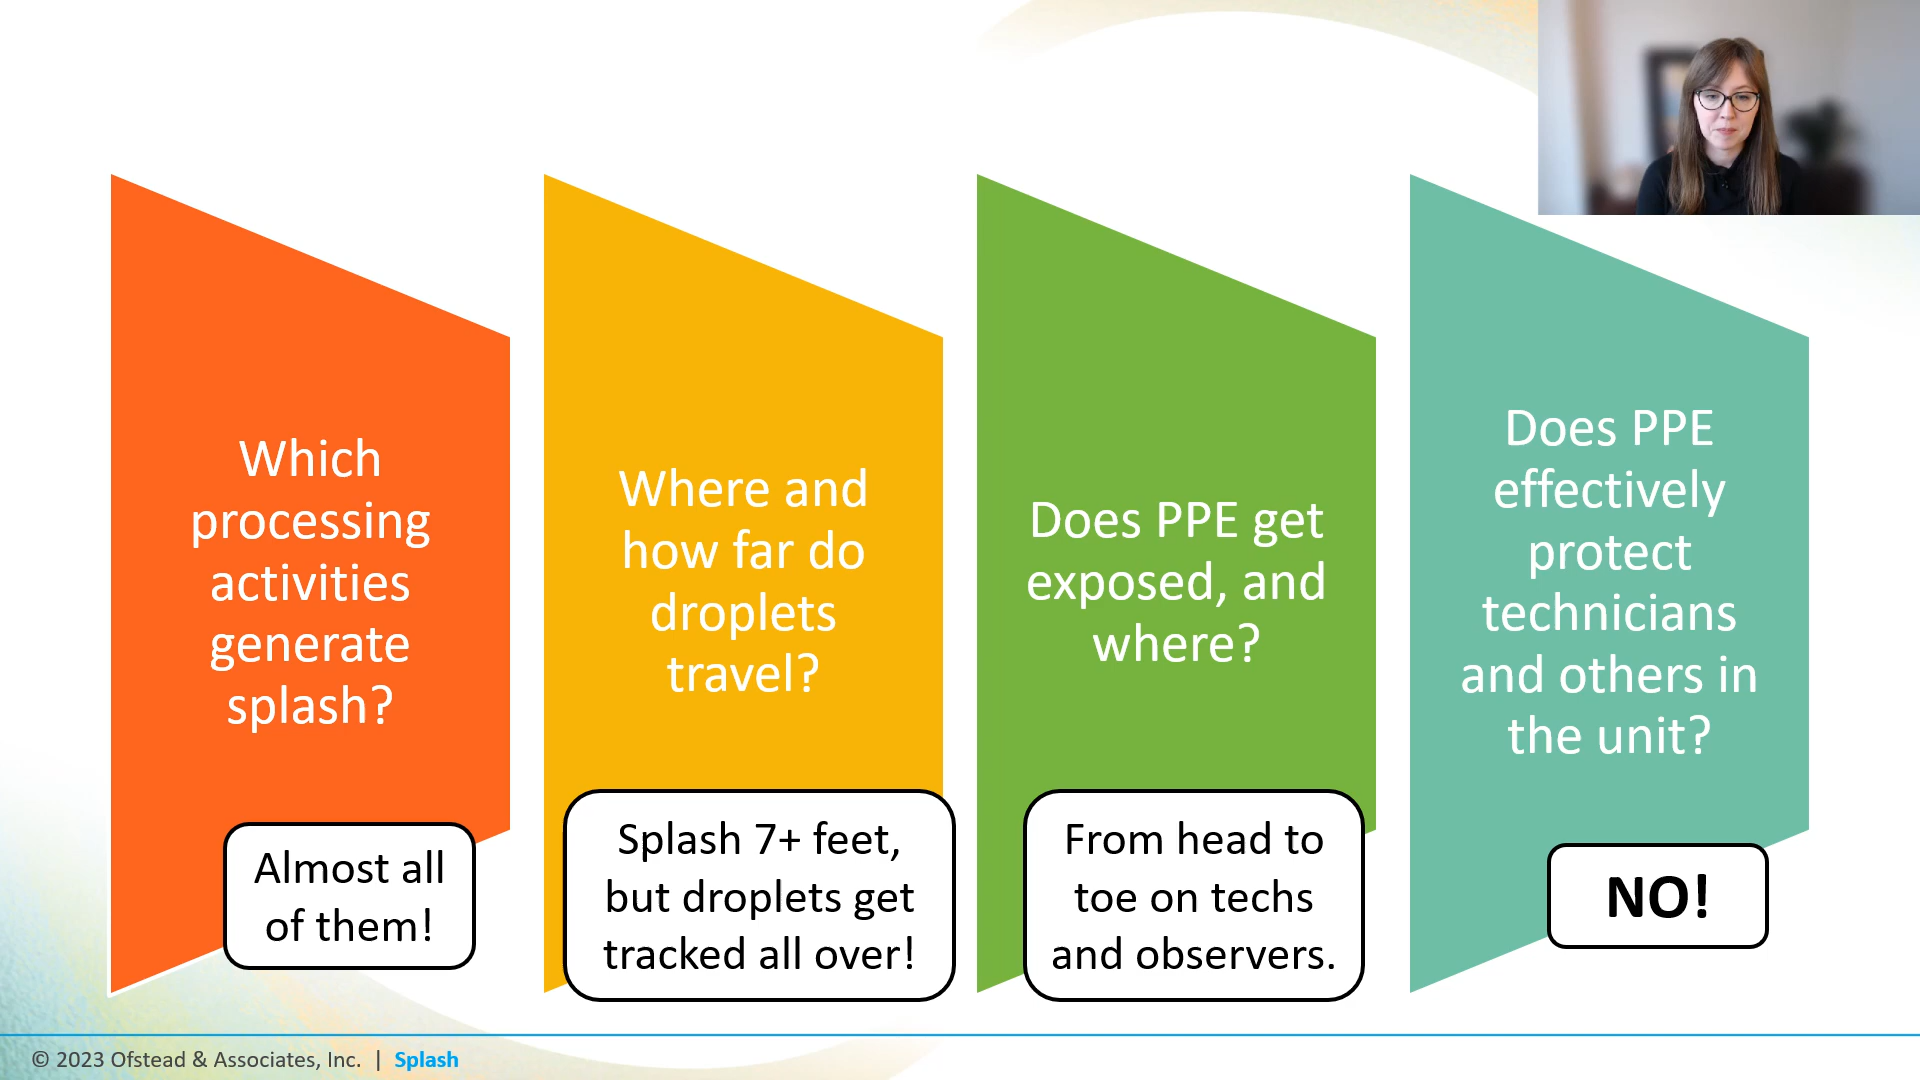 Which
processing
activities
generate
splash?
Almost all
of them!
Where and
how far do
droplets
travel?
Splash 7+ feet,
but droplets get
tracked all over!
Does PPE get
exposed, and
where?
From head to
toe on techs
and observers.
Does PPE
effectively
protect
technicians
and others in
the unit?
NO!
© 2023 Ofstead & Associates, Inc. | Splash